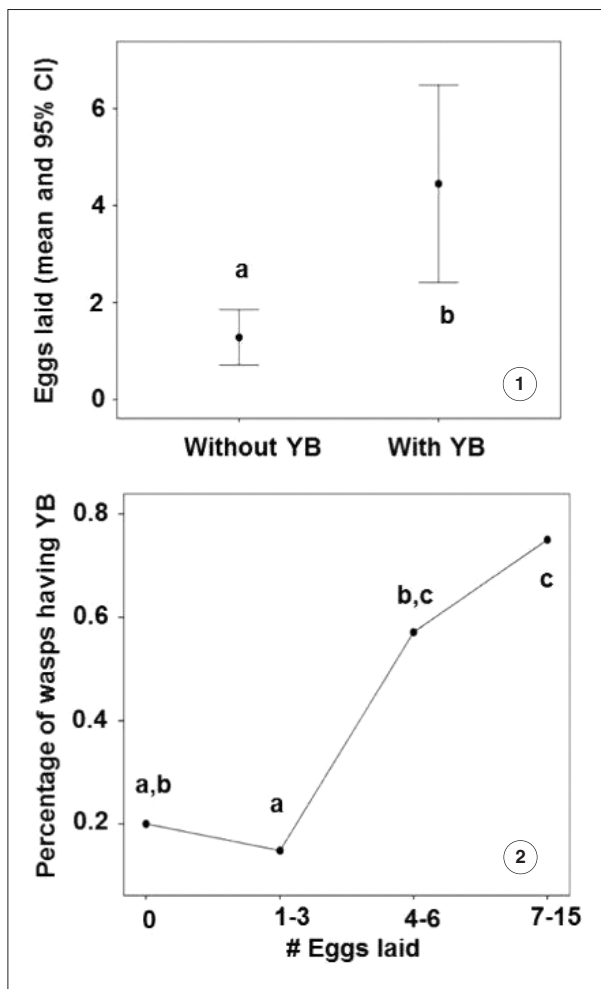 Eggs laid (mean and 95% CI)
6
4
2
0
a
b
1
Without YB
With YB
Percentage of wasps having YB
0.8
0.6
0.4
0.2
a,b
a
b,c
c
2
0
1-3
4-6
7-15
# Eggs laid